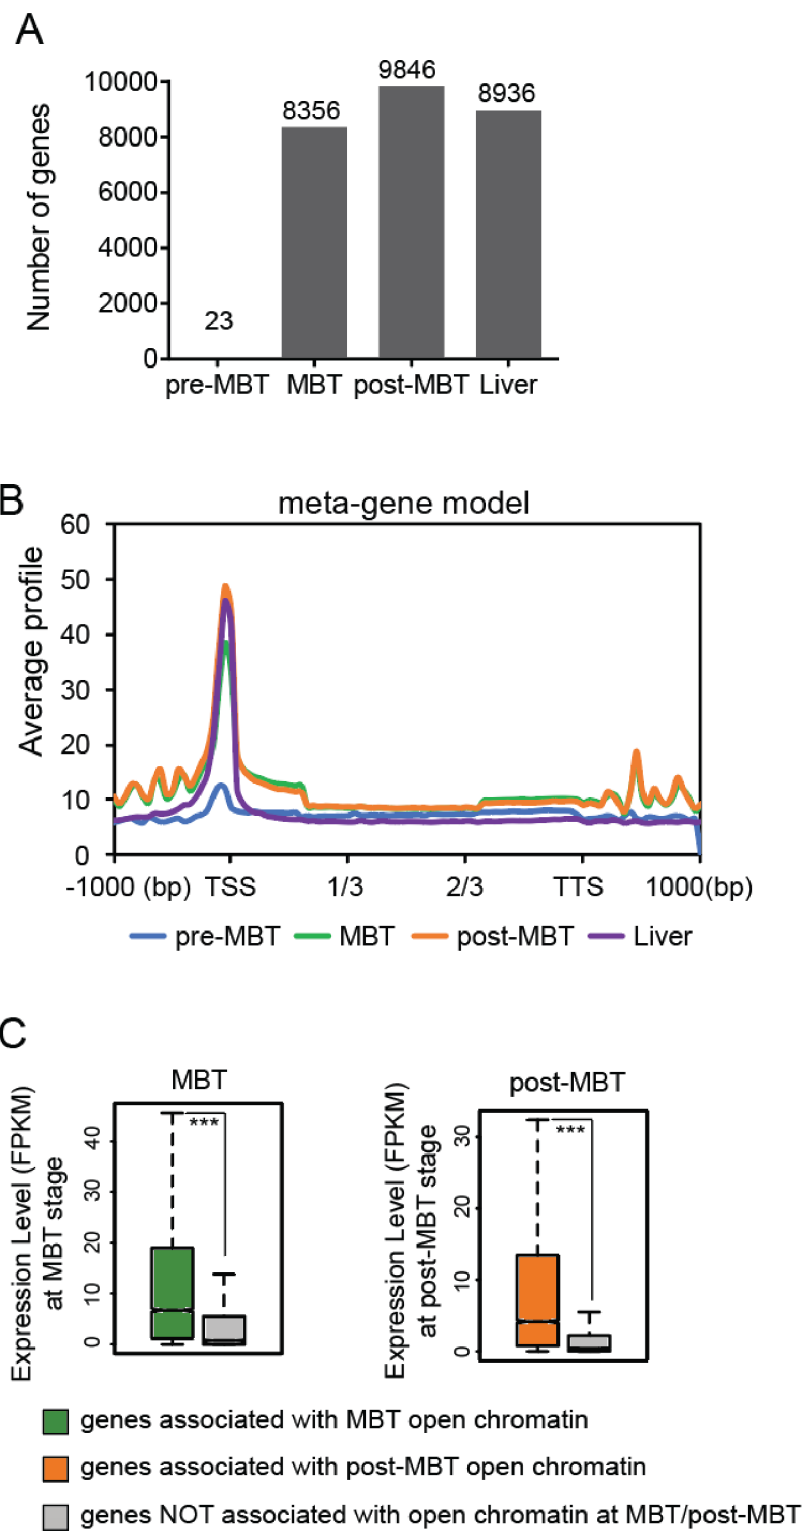 A
Number of genes
10000
8000
6000
4000
2000
0
23
8356
9846
8936
pre-MBT MBT post-MBT Liver
B
meta-gene model
Average profile
60
50
40
30
20
10
0
-1000 (bp) TSS 1/3 2/3 TTS 1000(bp)
pre-MBT MBT post-MBT Liver
C
MBT
Expression Level (FPKM)
at MBT stage
40
30
20
10
0
***
post-MBT
Expression Level (FPKM)
at post-MBT stage
30
20
10
0
***
genes associated with MBT open chromatin
genes associated with post-MBT open chromatin
genes NOT associated with open chromatin at MBT/post-MBT